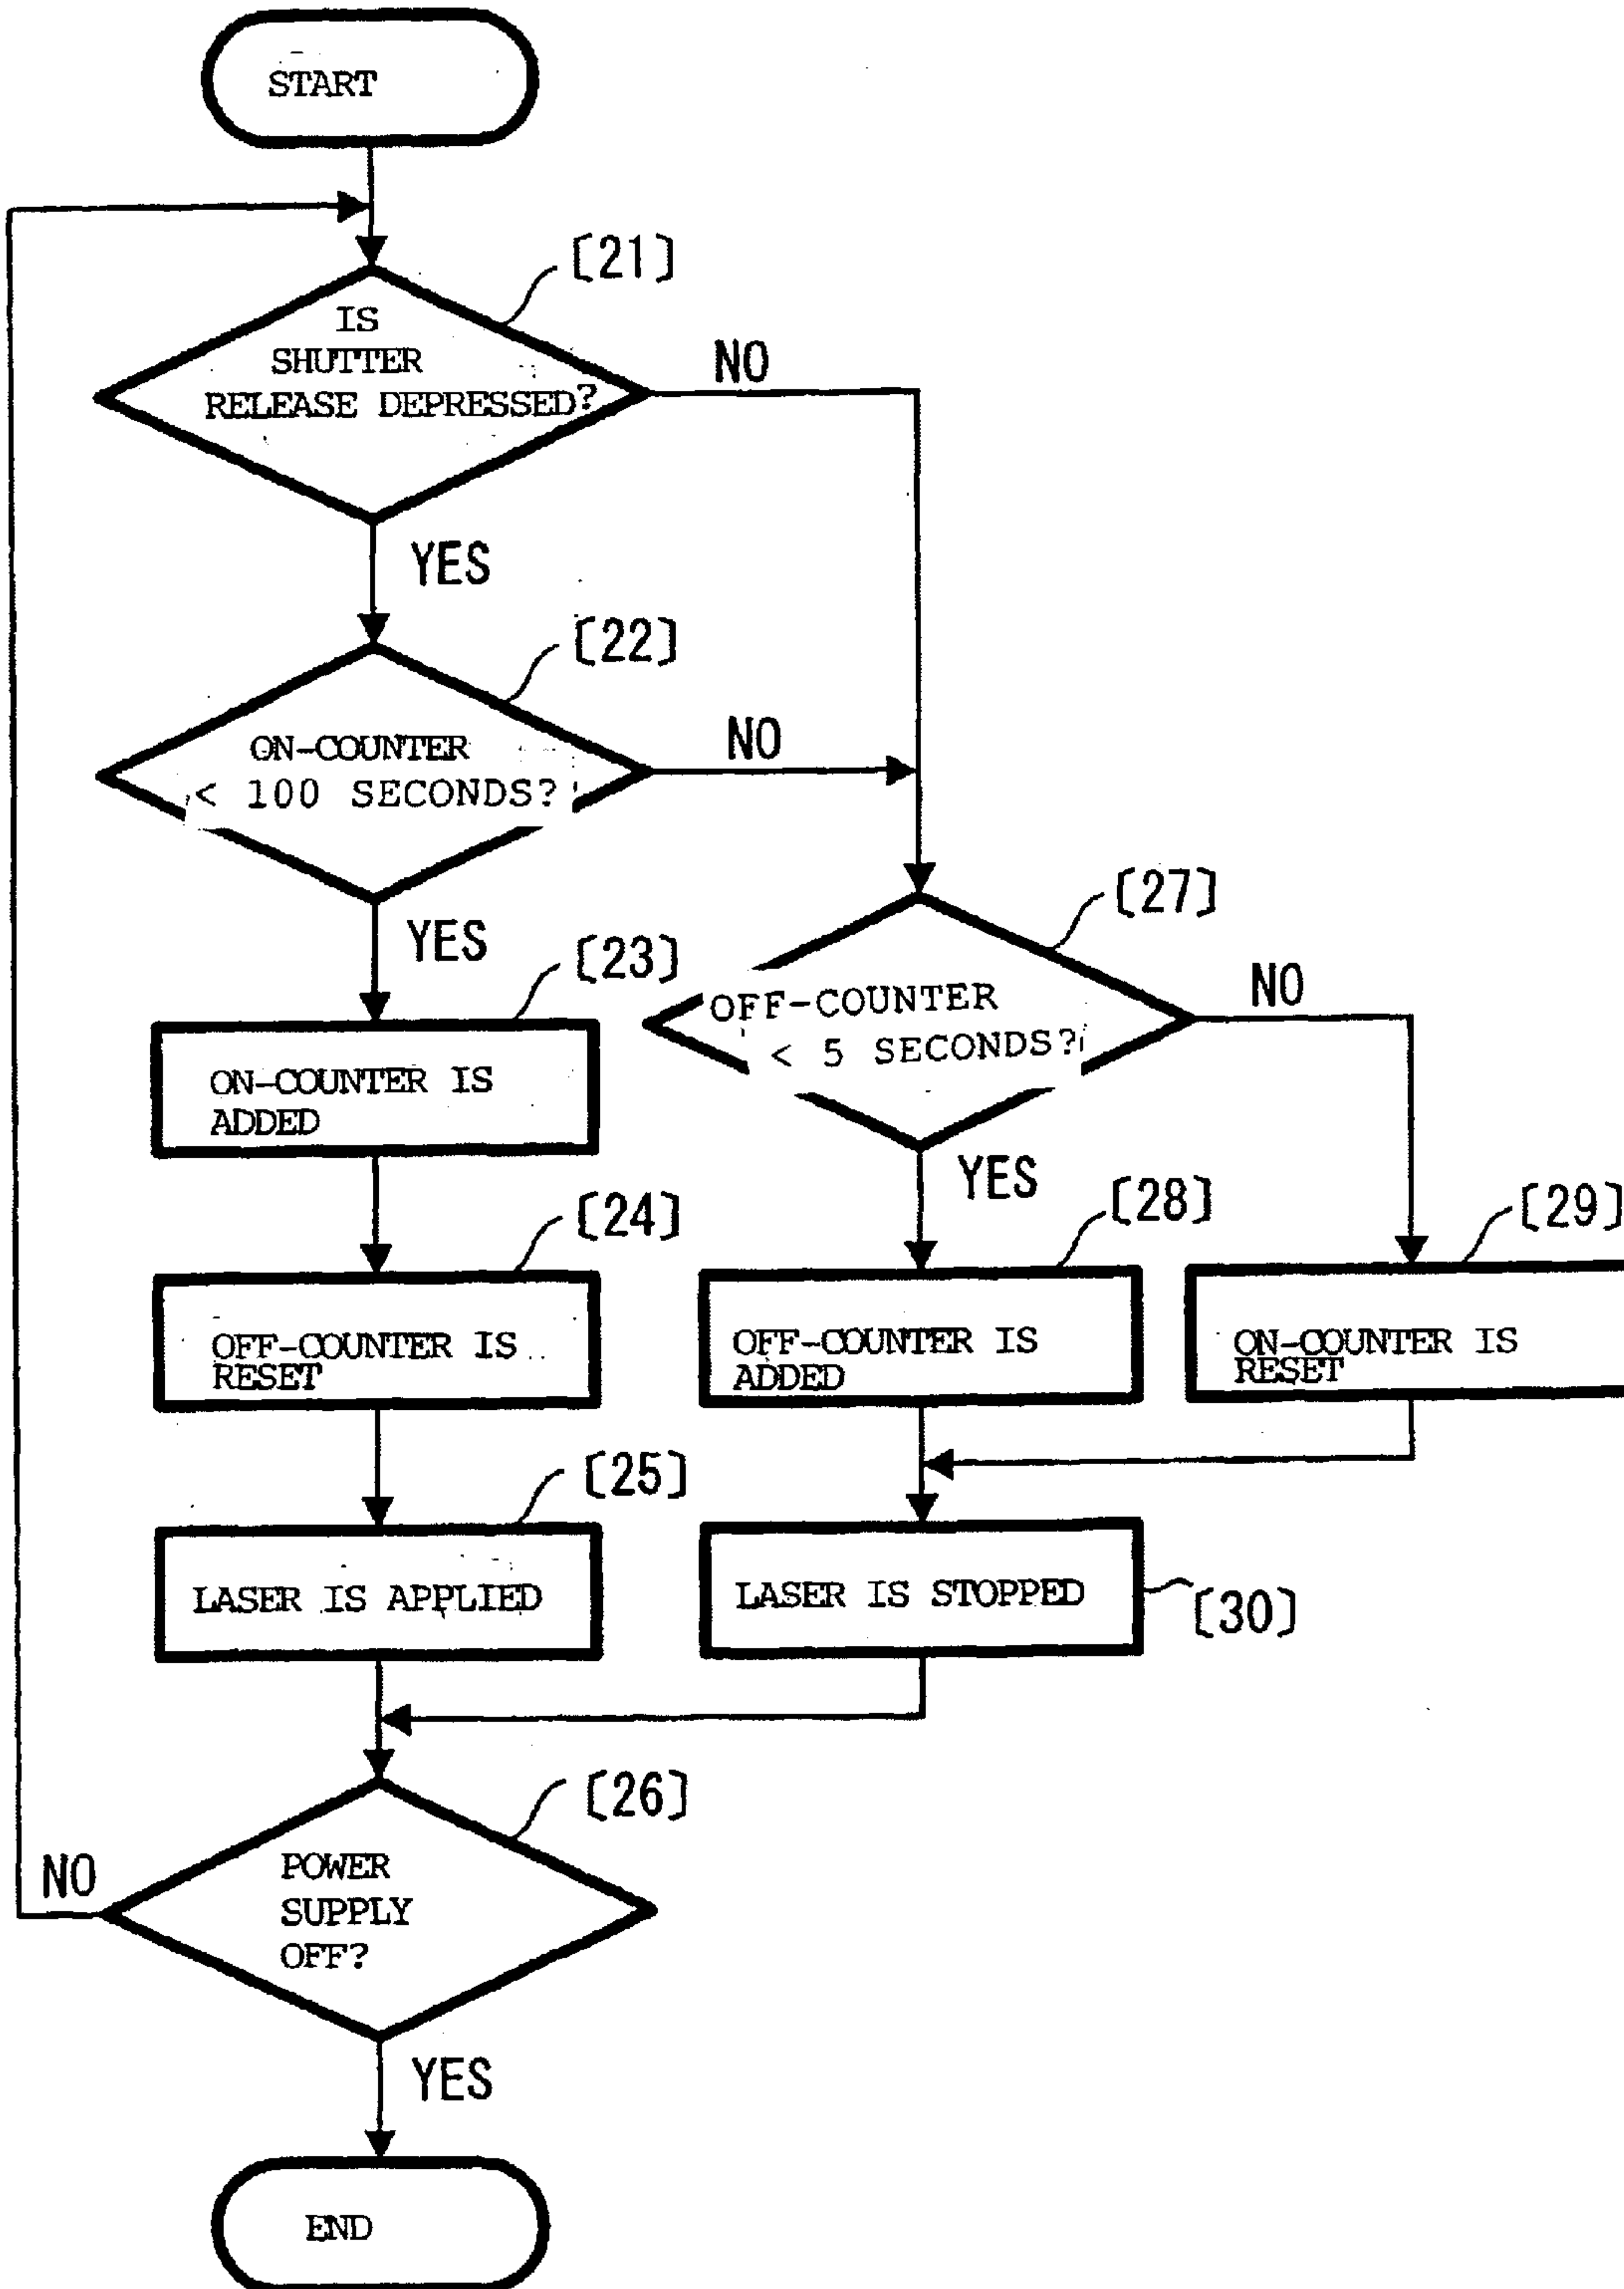 START
[21]
IS
SHUTTER
RELEASE DEPRESSED?
NO
YES
[22]
ON-COUNTER
< 100 SECONDS?
NO
YES
[23]
ON-COUNTER IS
ADDED
[27]
OFF-COUNTER
< 5 SECONDS?
NO
YES
[24]
OFF-COUNTER IS
RESET
[28]
OFF-COUNTER IS
ADDED
[29]
ON-COUNTER IS
RESET
[25]
LASER IS APPLIED
LASER IS STOPPED
[30]
[26]
POWER
SUPPLY
OFF?
NO
YES
END